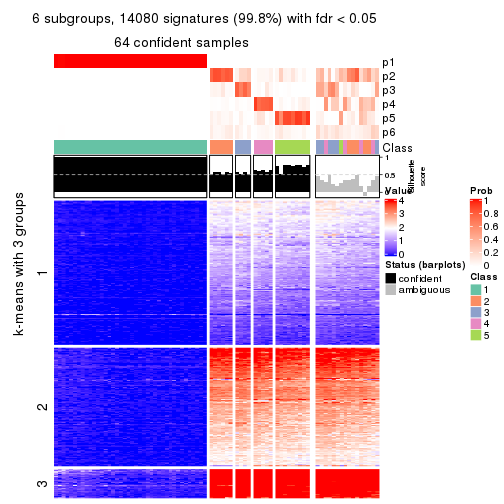 6 subgroups, 14080 signatures (99.8%) with fdr < 0.05
64 confident samples
p1
p2
p3
p4
p5
p6
Class
1
0.5
0
Silhouette
score
k-means with 3 groups
1
2
3
Value
4
3
2
1
0
Status (barplots)
confident
ambiguous
Prob
1
0.8
0.6
0.4
0.2
0
Class
1
2
3
4
5